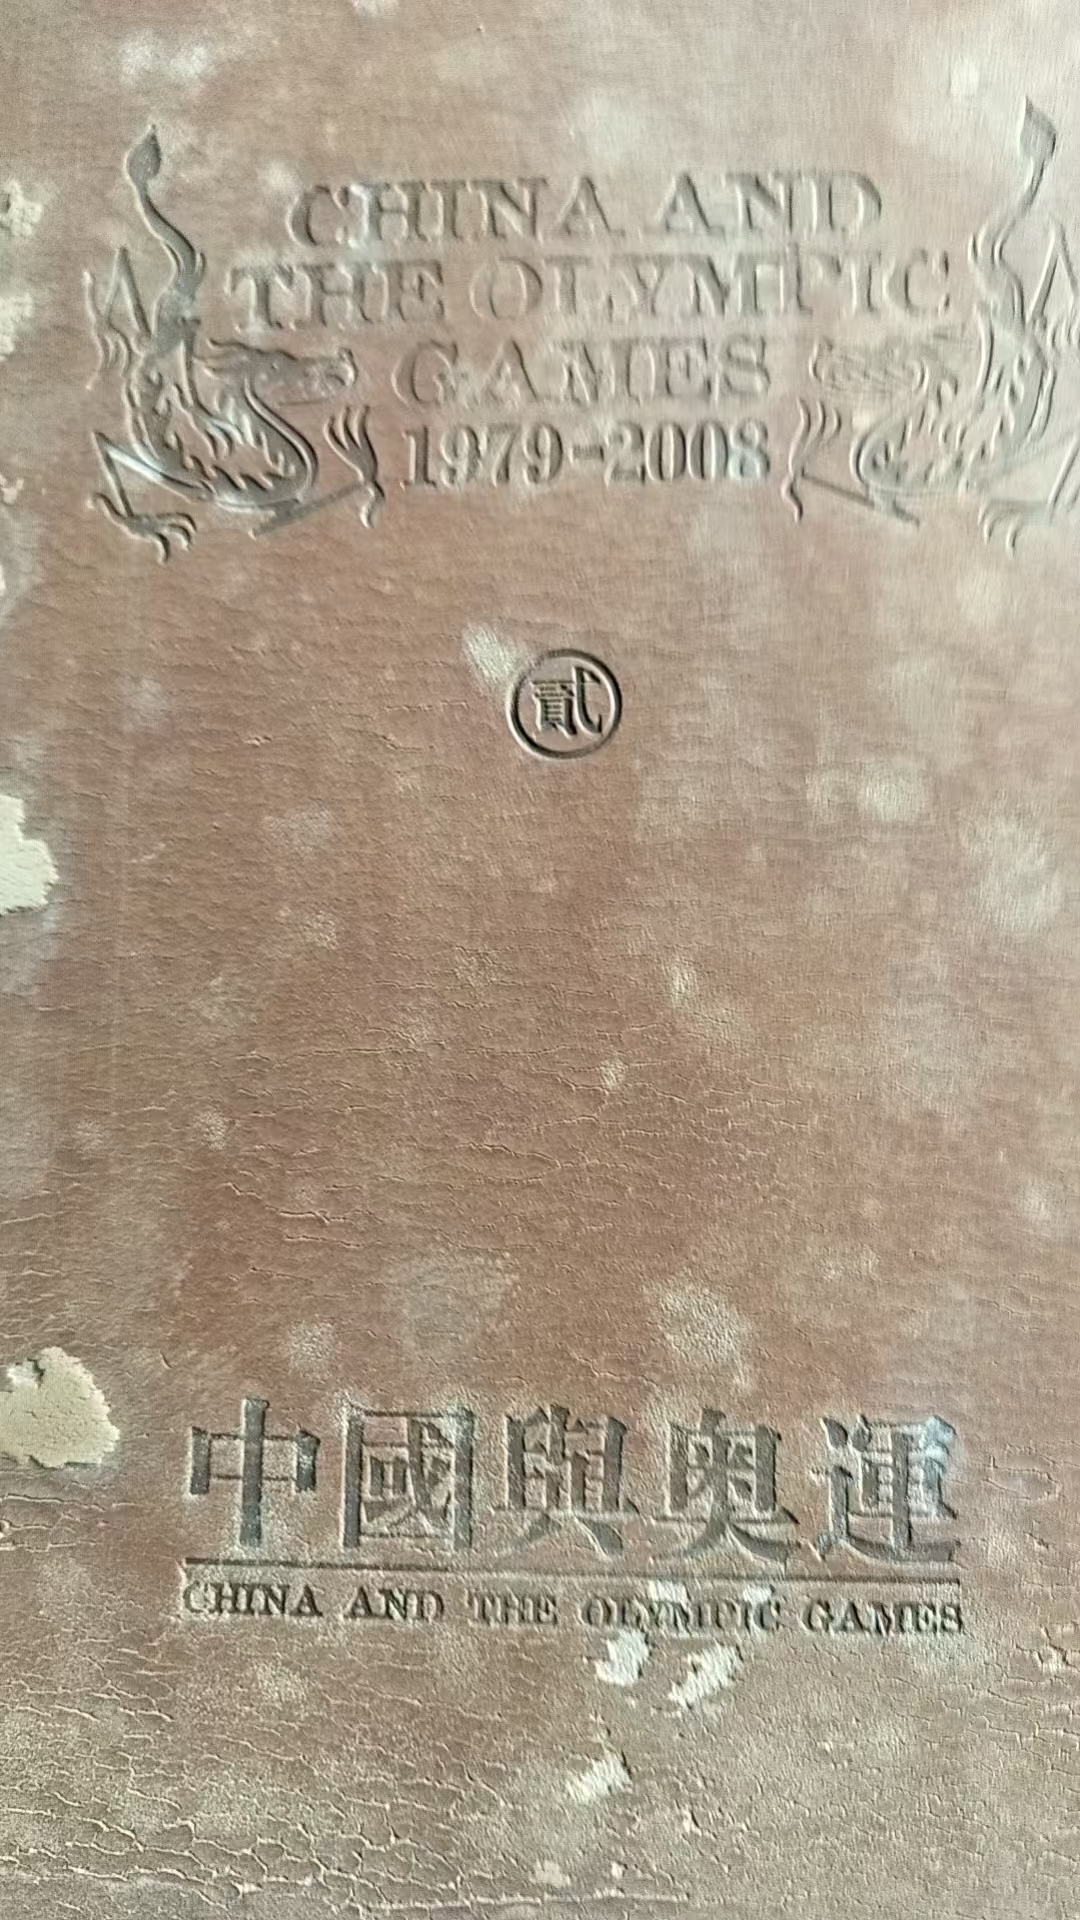 CHINA AND
THE OLYMPIC
GAMES
1979-2008
貳
中國與奧運
CHINA AND THE OLYMPIC GAMES